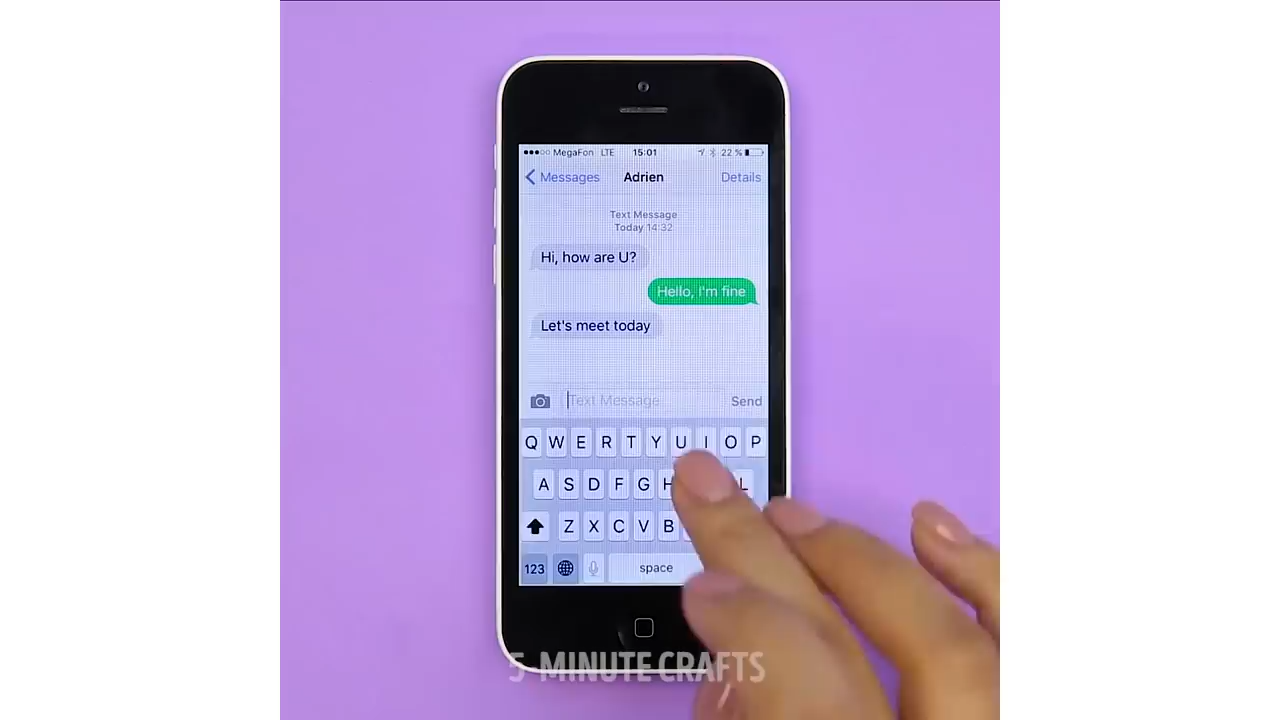 MegaFon LTE 15:01 22 %
Messages Adrien Details
Text Message
Today 14:32
Hi, how are U?
Hello, I'm fine
Let's meet today
Text Message Send
Q W E R T Y U I O P
A S D F G H L
Z X C V B
123 space
5-MINUTE CRAFTS